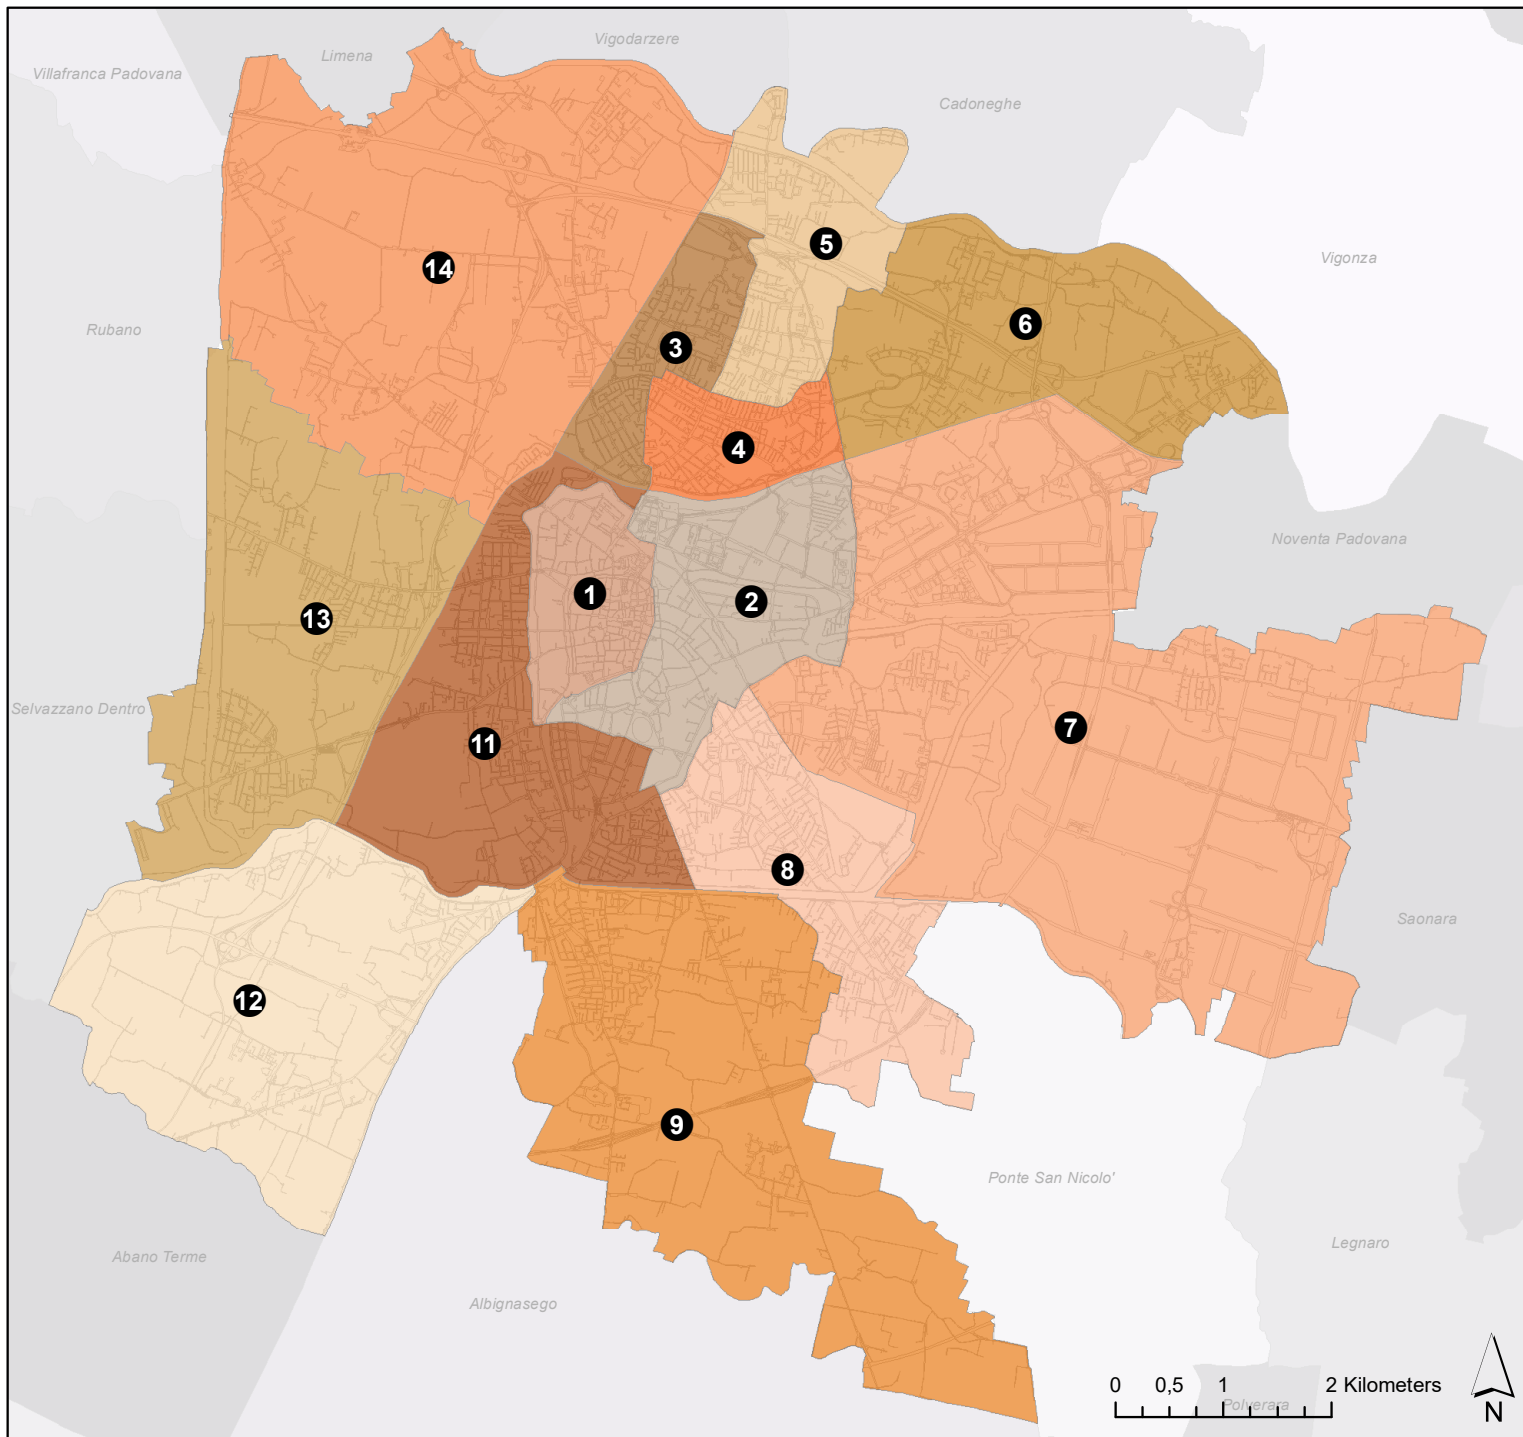 Limena
Vigodarzere
Villafranca Padovana
Cadoneghe
5
Vigonza
14
6
Rubano
3
4
Noventa Padovana
1
2
13
Selvazzano Dentro
7
11
8
Saonara
12
9
Ponte San Nicolo'
Legnaro
Abano Terme
Albignasego
0 0,5 1 2 Kilometers
Polverara
N